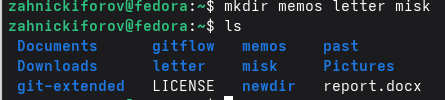 zahnickiforov@fedora:~$ mkdir memos letter misk
zahnickiforov@fedora:~$ ls
Documents gitflow memos past
Downloads letter misk Pictures
git-extended LICENSE newdir report.docx